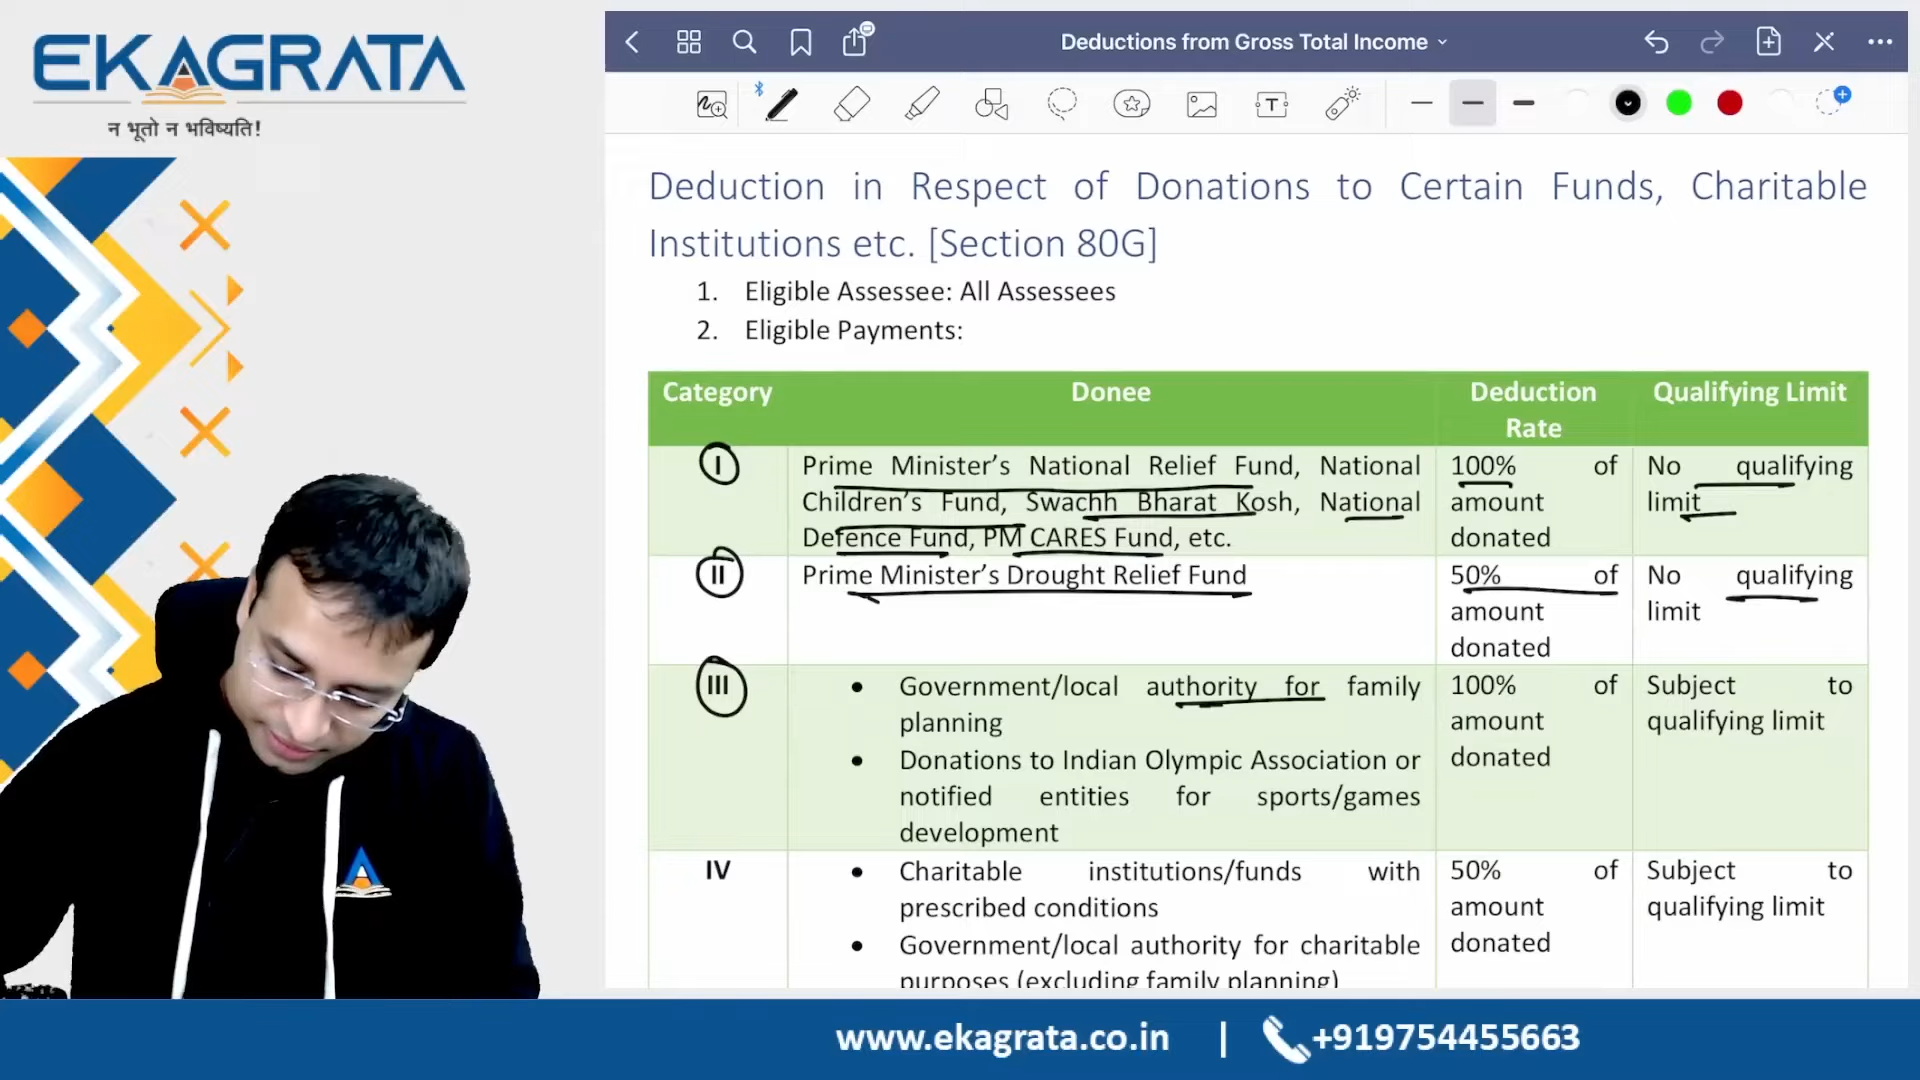 EKAGRATA
न भूतो न भविष्यति!
Deductions from Gross Total Income
Deduction in Respect of Donations to Certain Funds, Charitable
Institutions etc. [Section 80G]
1. Eligible Assessee: All Assessees
2. Eligible Payments:
Category Donee Deduction Rate Qualifying Limit
I
Prime Minister's National Relief Fund, National
Children's Fund, Swachh Bharat Kosh, National
Defence Fund, PM CARES Fund, etc.
100% of
amount
donated
No qualifying
limit
II
Prime Minister's Drought Relief Fund
50% of
amount
donated
No qualifying
limit
III
• Government/local authority for family
planning
• Donations to Indian Olympic Association or
notified entities for sports/games
development
100% of
amount
donated
Subject to
qualifying limit
IV
• Charitable institutions/funds with
prescribed conditions
• Government/local authority for charitable
purposes (excluding family planning)
50% of
amount
donated
Subject to
qualifying limit
www.ekagrata.co.in | +919754455663